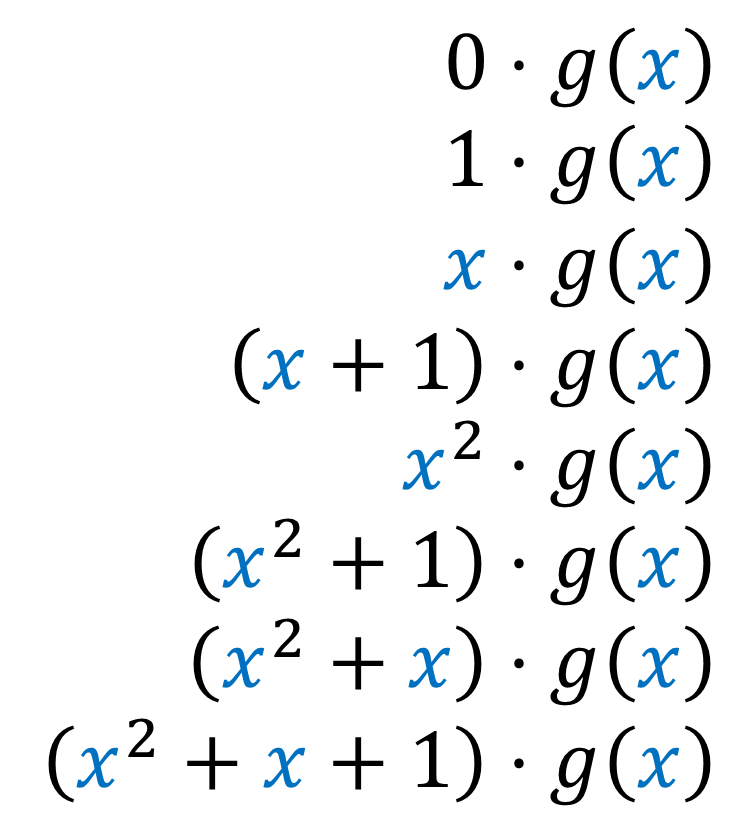 0 · g(x)
1 · g(x)
x · g(x)
(x + 1) · g(x)
x² · g(x)
(x² + 1) · g(x)
(x² + x) · g(x)
(x² + x + 1) · g(x)